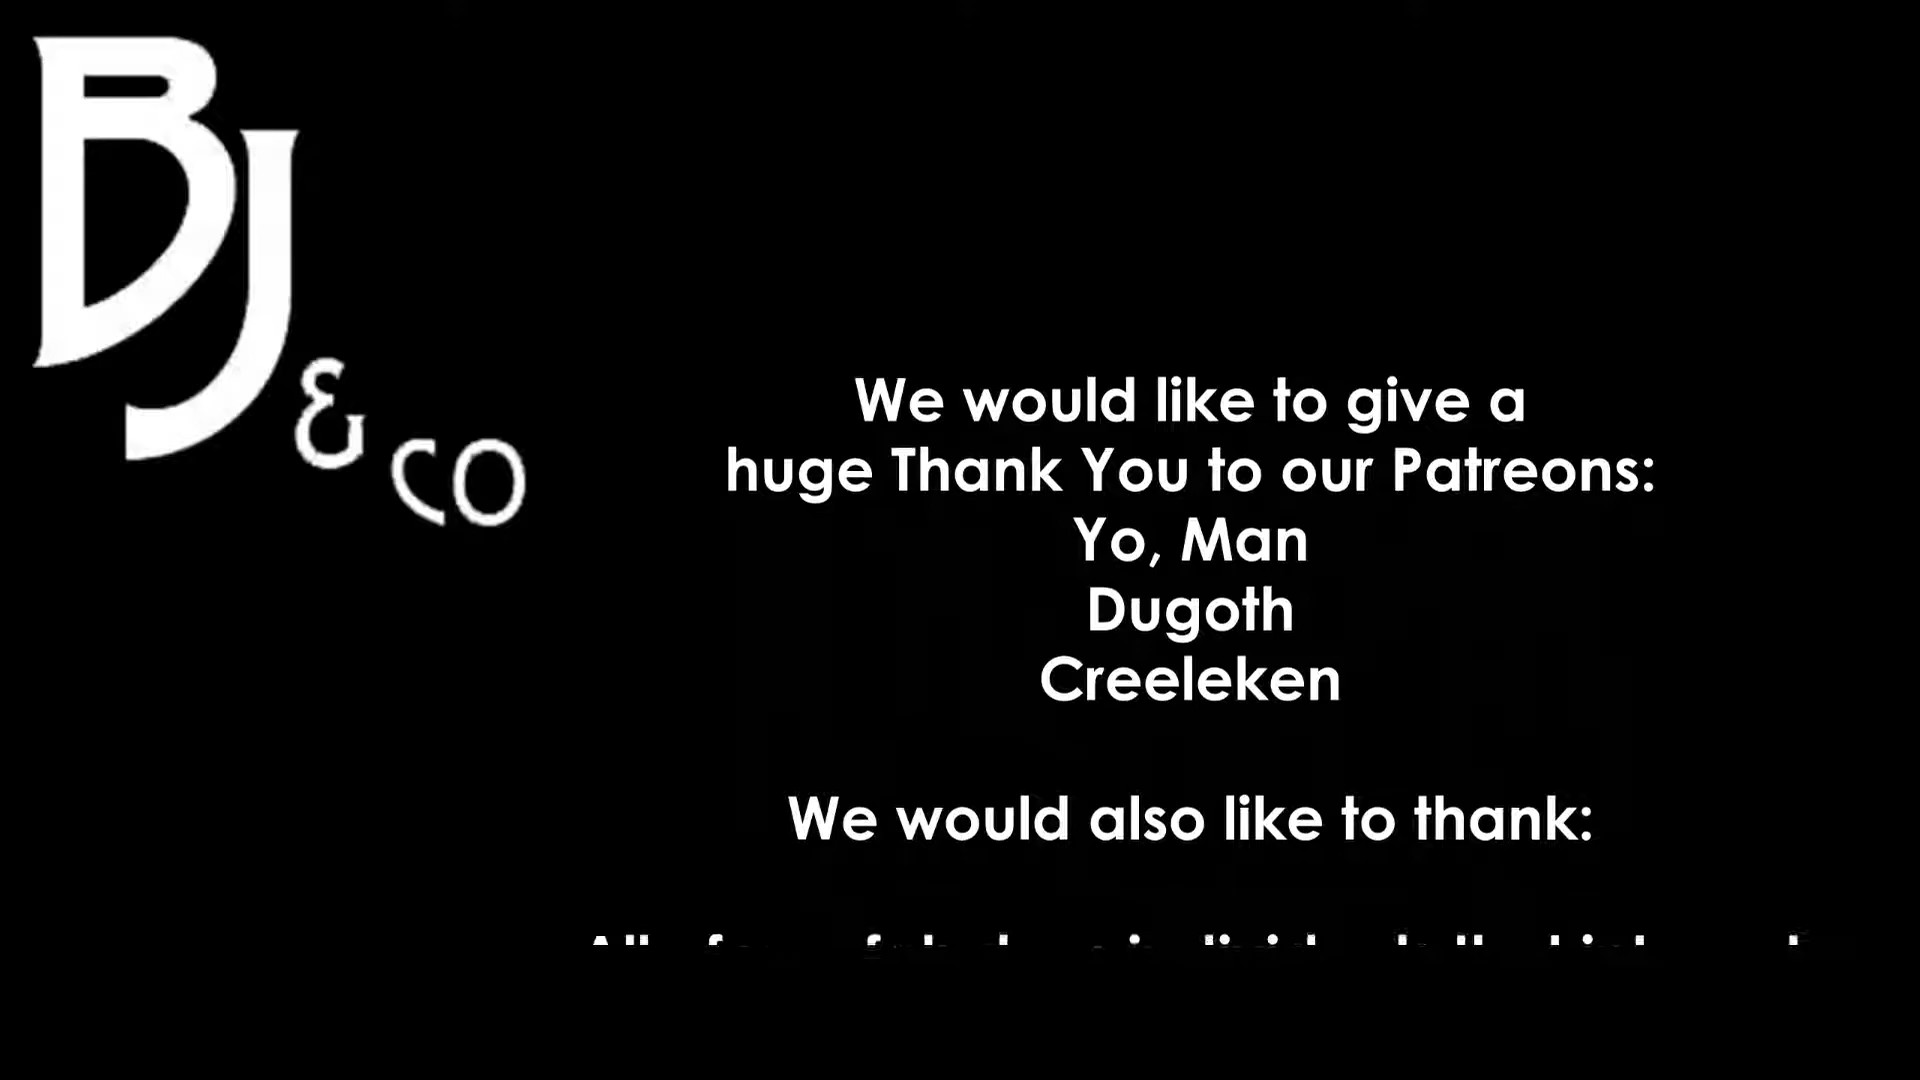 BJ
& CO
We would like to give a
huge Thank You to our Patreons:
Yo, Man
Dugoth
Creeleken
We would also like to thank: